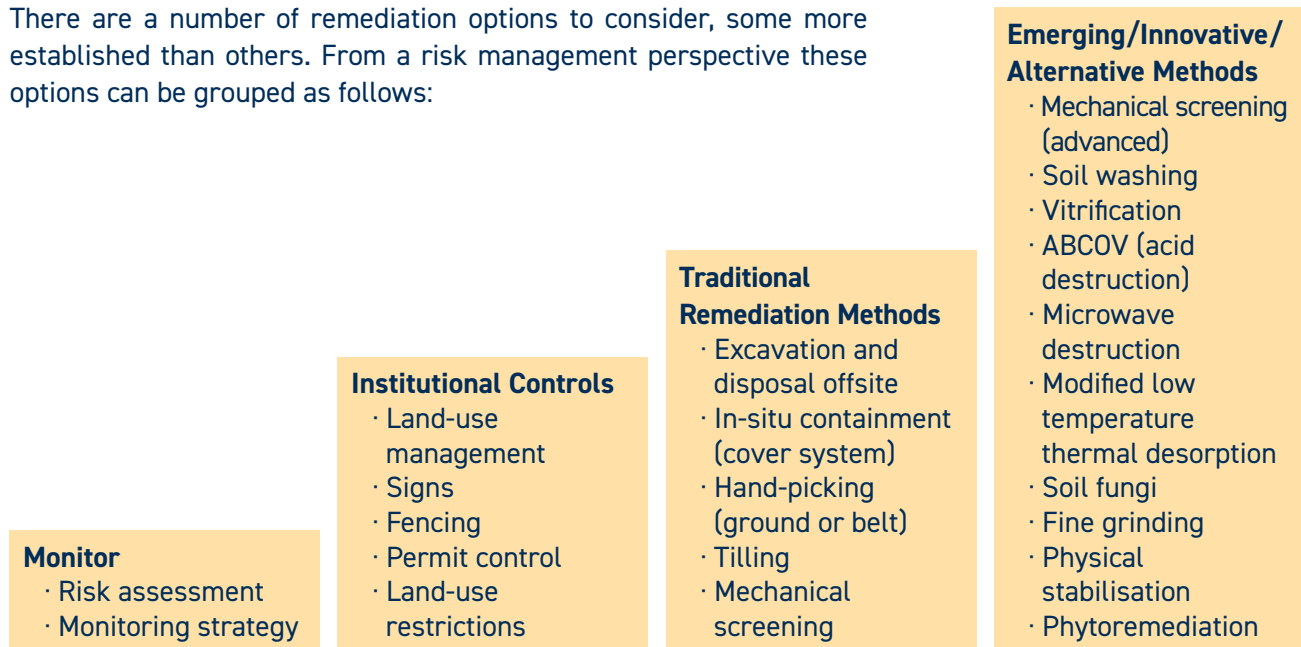 There are a number of remediation options to consider, some more
established than others. From a risk management perspective these
options can be grouped as follows:
Monitor
· Risk assessment
· Monitoring strategy
Institutional Controls
· Land-use
management
· Signs
· Fencing
· Permit control
· Land-use
restrictions
Traditional
Remediation Methods
· Excavation and
disposal offsite
· In-situ containment
(cover system)
· Hand-picking
(ground or belt)
· Tilling
· Mechanical
screening
Emerging/Innovative/
Alternative Methods
· Mechanical screening
(advanced)
· Soil washing
· Vitrification
· ABCOV (acid
destruction)
· Microwave
destruction
· Modified low
temperature
thermal desorption
· Soil fungi
· Fine grinding
· Physical
stabilisation
· Phytoremediation